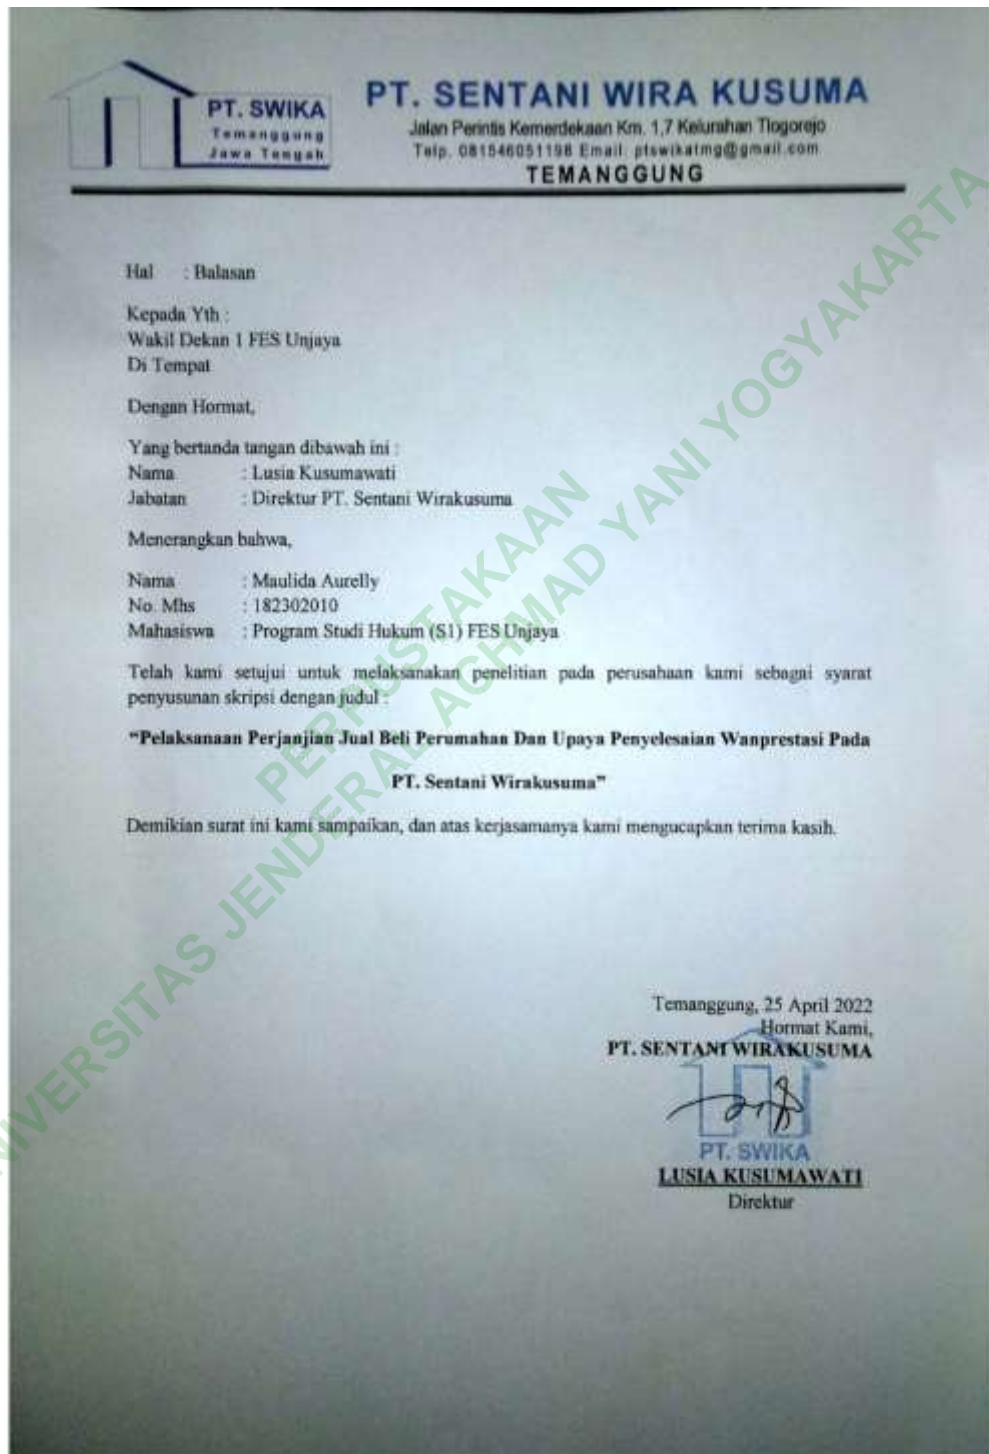 PT. SWIKA
Temanggung
Jawa Tengah
PT. SENTANI WIRA KUSUMA
Jalan Perintis Kemerdekaan Km. 1,7 Kelurahan Tlogorejo
Telp. 081546051198 Email: ptswikatmg@gmail.com
TEMANGGUNG
Hal : Balasan
Kepada Yth :
Wakil Dekan 1 FES Unjaya
Di Tempat
Dengan Hormat,
Yang bertanda tangan dibawah ini :
Nama : Lusia Kusumawati
Jabatan : Direktur PT. Sentani Wirakusuma
Menerangkan bahwa,
Nama : Maulida Aurelly
No. Mhs : 182302010
Mahasiswa : Program Studi Hukum (S1) FES Unjaya
Telah kami setujui untuk melaksanakan penelitian pada perusahaan kami sebagai syarat
penyusunan skripsi dengan judul :
“Pelaksanaan Perjanjian Jual Beli Perumahan Dan Upaya Penyelesaian Wanprestasi Pada
PT. Sentani Wirakusuma”
Demikian surat ini kami sampaikan, dan atas kerjasamanya kami mengucapkan terima kasih.
Temanggung, 25 April 2022
Hormat Kami,
PT. SENTANI WIRAKUSUMA
PT. SWIKA
LUSIA KUSUMAWATI
Direktur
PERPUSTAKAAN
UNIVERSITAS JENDERAL ACHMAD YANI YOGYAKARTA